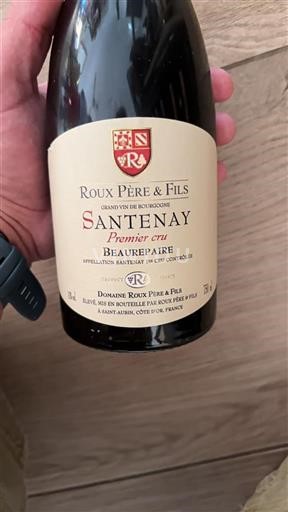 RA
ROUX PÈRE & FILS
GRAND VIN DE BOURGOGNE
SANTENAY
Premier cru
BEAUREPAIRE
APPELLATION SANTENAY 1ER CRU CONTRÔLÉE
R
DOMAINE ROUX PÈRE & FILS
ÉLEVÉ, MIS EN BOUTEILLE PAR ROUX PÈRE & FILS
À SAINT-AUBIN, CÔTE D'OR, FRANCE